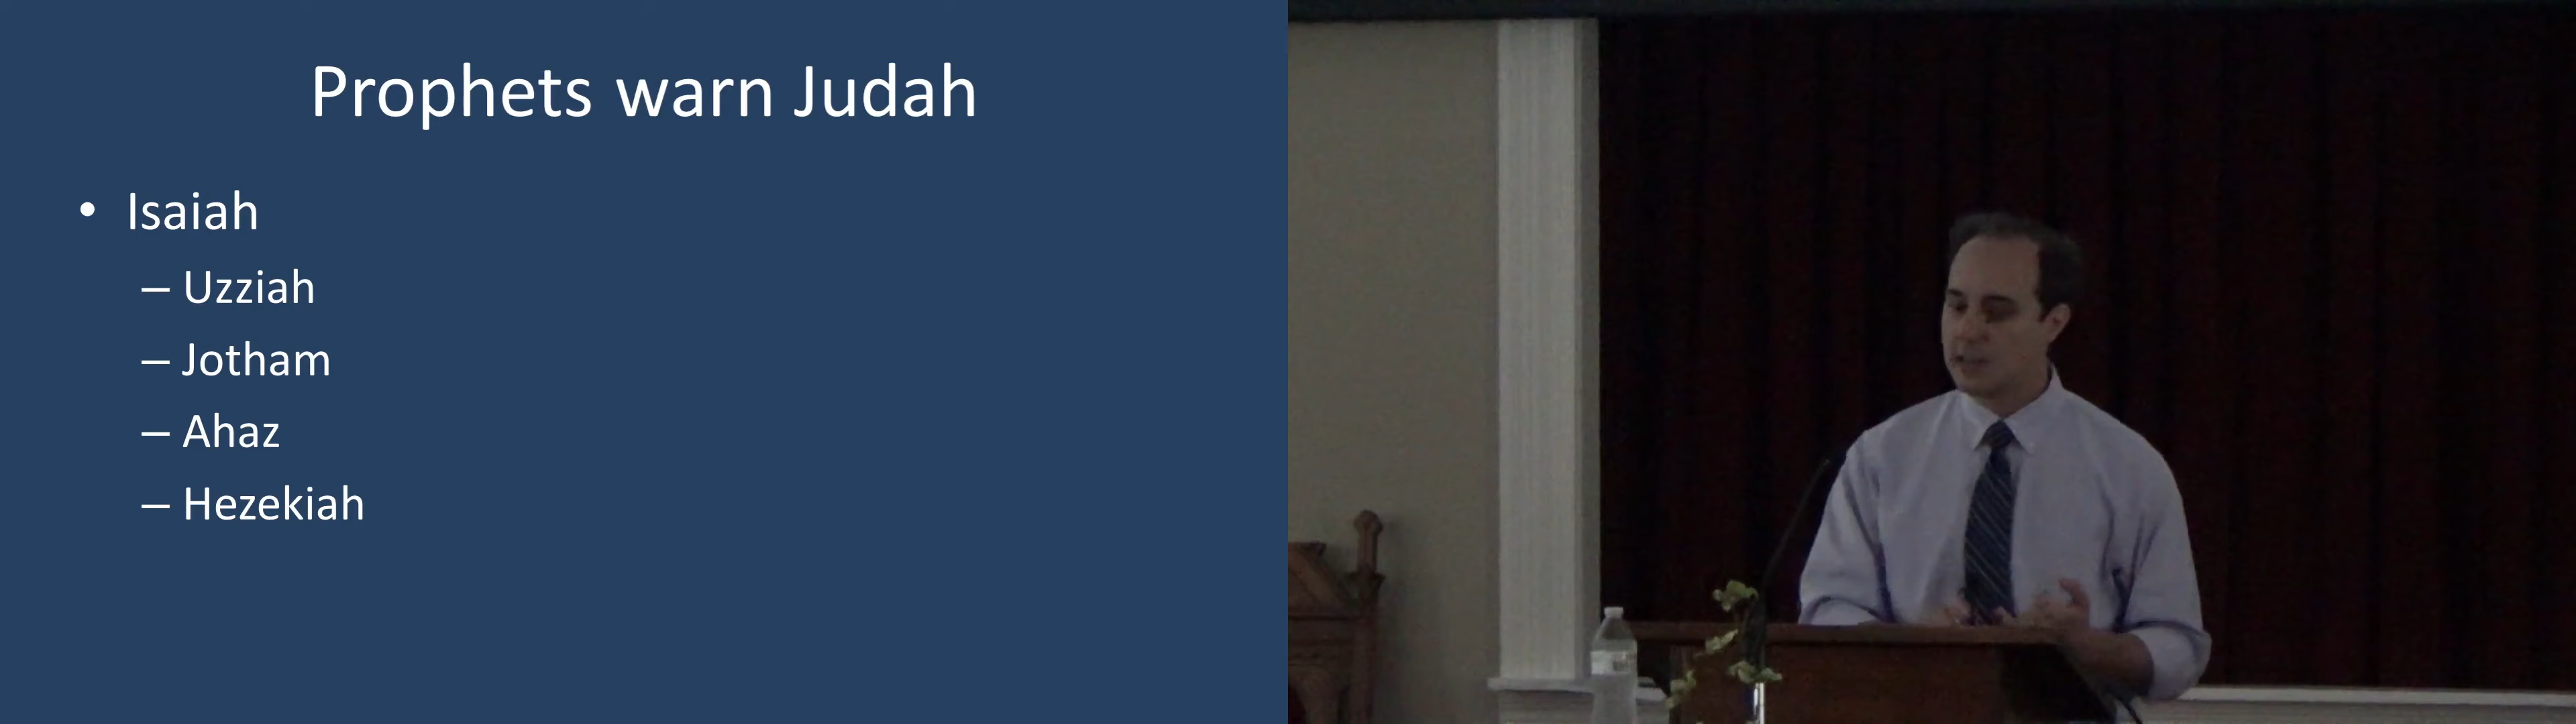 Prophets warn Judah
• Isaiah
– Uzziah
– Jotham
– Ahaz
– Hezekiah